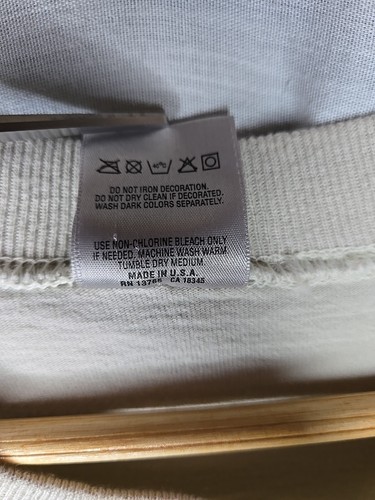 DO NOT IRON DECORATION.
DO NOT DRY CLEAN IF DECORATED.
WASH DARK COLORS SEPARATELY.
USE NON-CHLORINE BLEACH ONLY
IF NEEDED. MACHINE WASH WARM,
TUMBLE DRY MEDIUM.
MADE IN U.S.A.
RN 13765 CA 18345